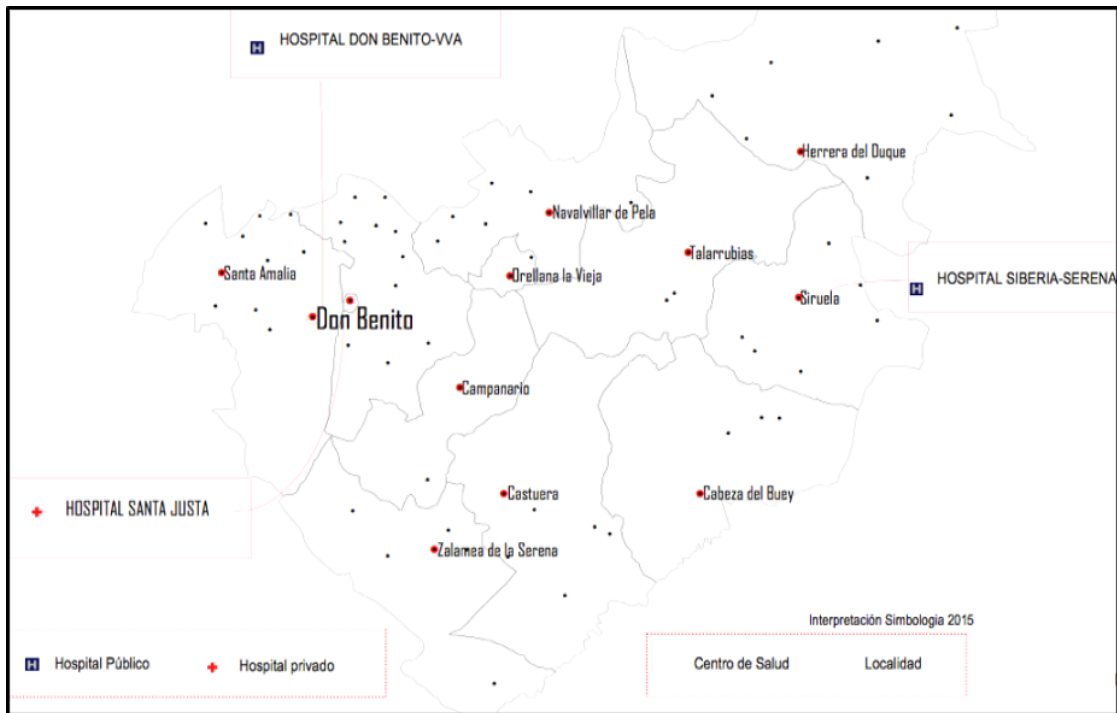 HOSPITAL DON BENITO-VVA
Herrera del Duque
Navalvillar de Pela
Talarrubias
Santa Amalia
Orellana la Vieja
HOSPITAL SIBERIA-SERENA
Siruela
Don Benito
Campanario
Castuera
Cabeza del Buey
HOSPITAL SANTA JUSTA
Zalamea de la Serena
Interpretación Simbologia 2015
H Hospital Público
Hospital privado
Centro de Salud
Localidad